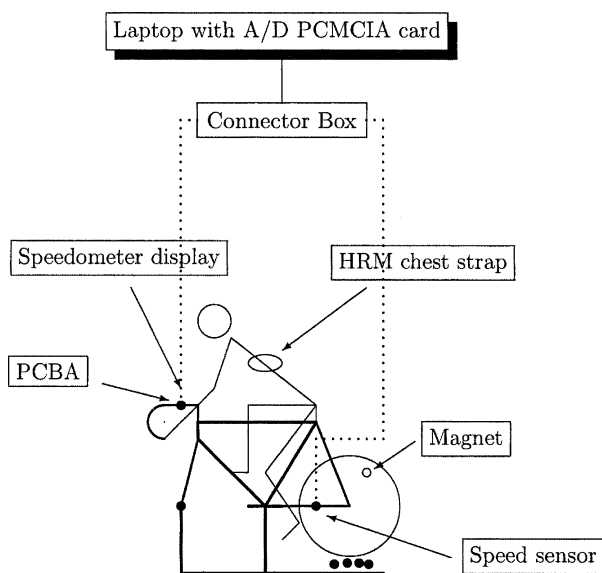 Laptop with A/D PCMCIA card
Connector Box
Speedometer display
HRM chest strap
PCBA
Magnet
Speed sensor